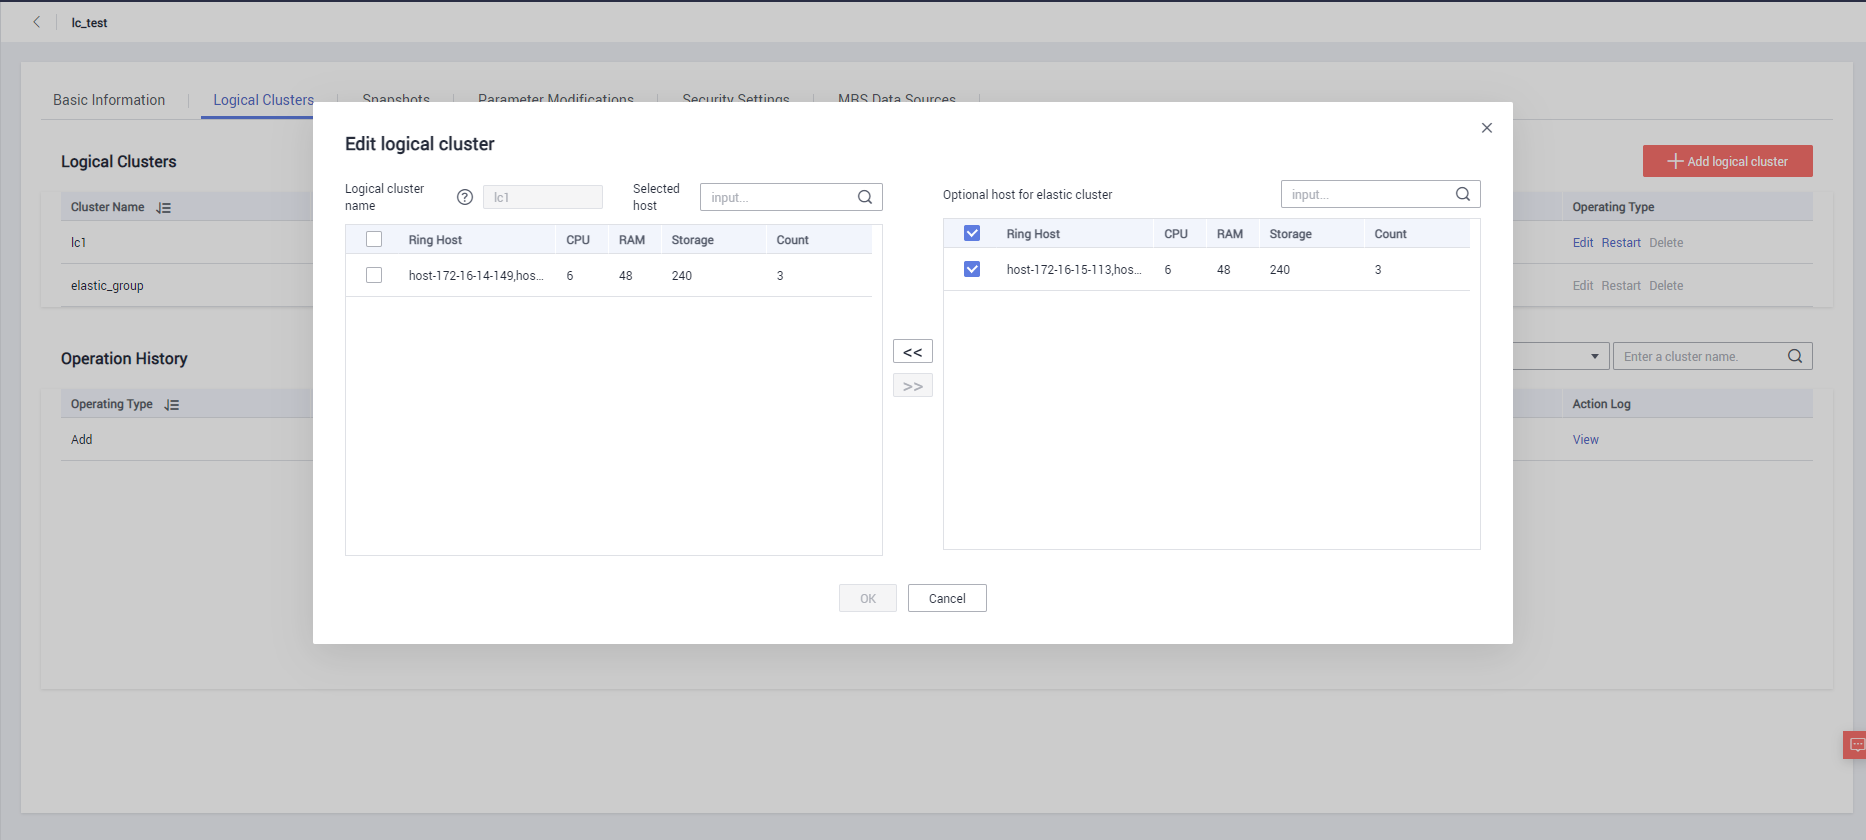 lc_test
Basic Information
Logical Clusters
Snapshots
Parameter Modifications
Security Settings
MRS Data Sources
Edit logical cluster
Logical Clusters
Add logical cluster
Logical cluster name
lc1
Selected host
input...
Optional host for elastic cluster
input...
Cluster Name
Operating Type
Ring Host CPU RAM Storage Count
Ring Host CPU RAM Storage Count
lc1
Edit Restart Delete
host-172-16-14-149,hos... 6 48 240 3
host-172-16-15-113,hos... 6 48 240 3
elastic_group
Edit Restart Delete
<<
>>
Operation History
Enter a cluster name.
Operating Type
Action Log
Add
View
OK
Cancel